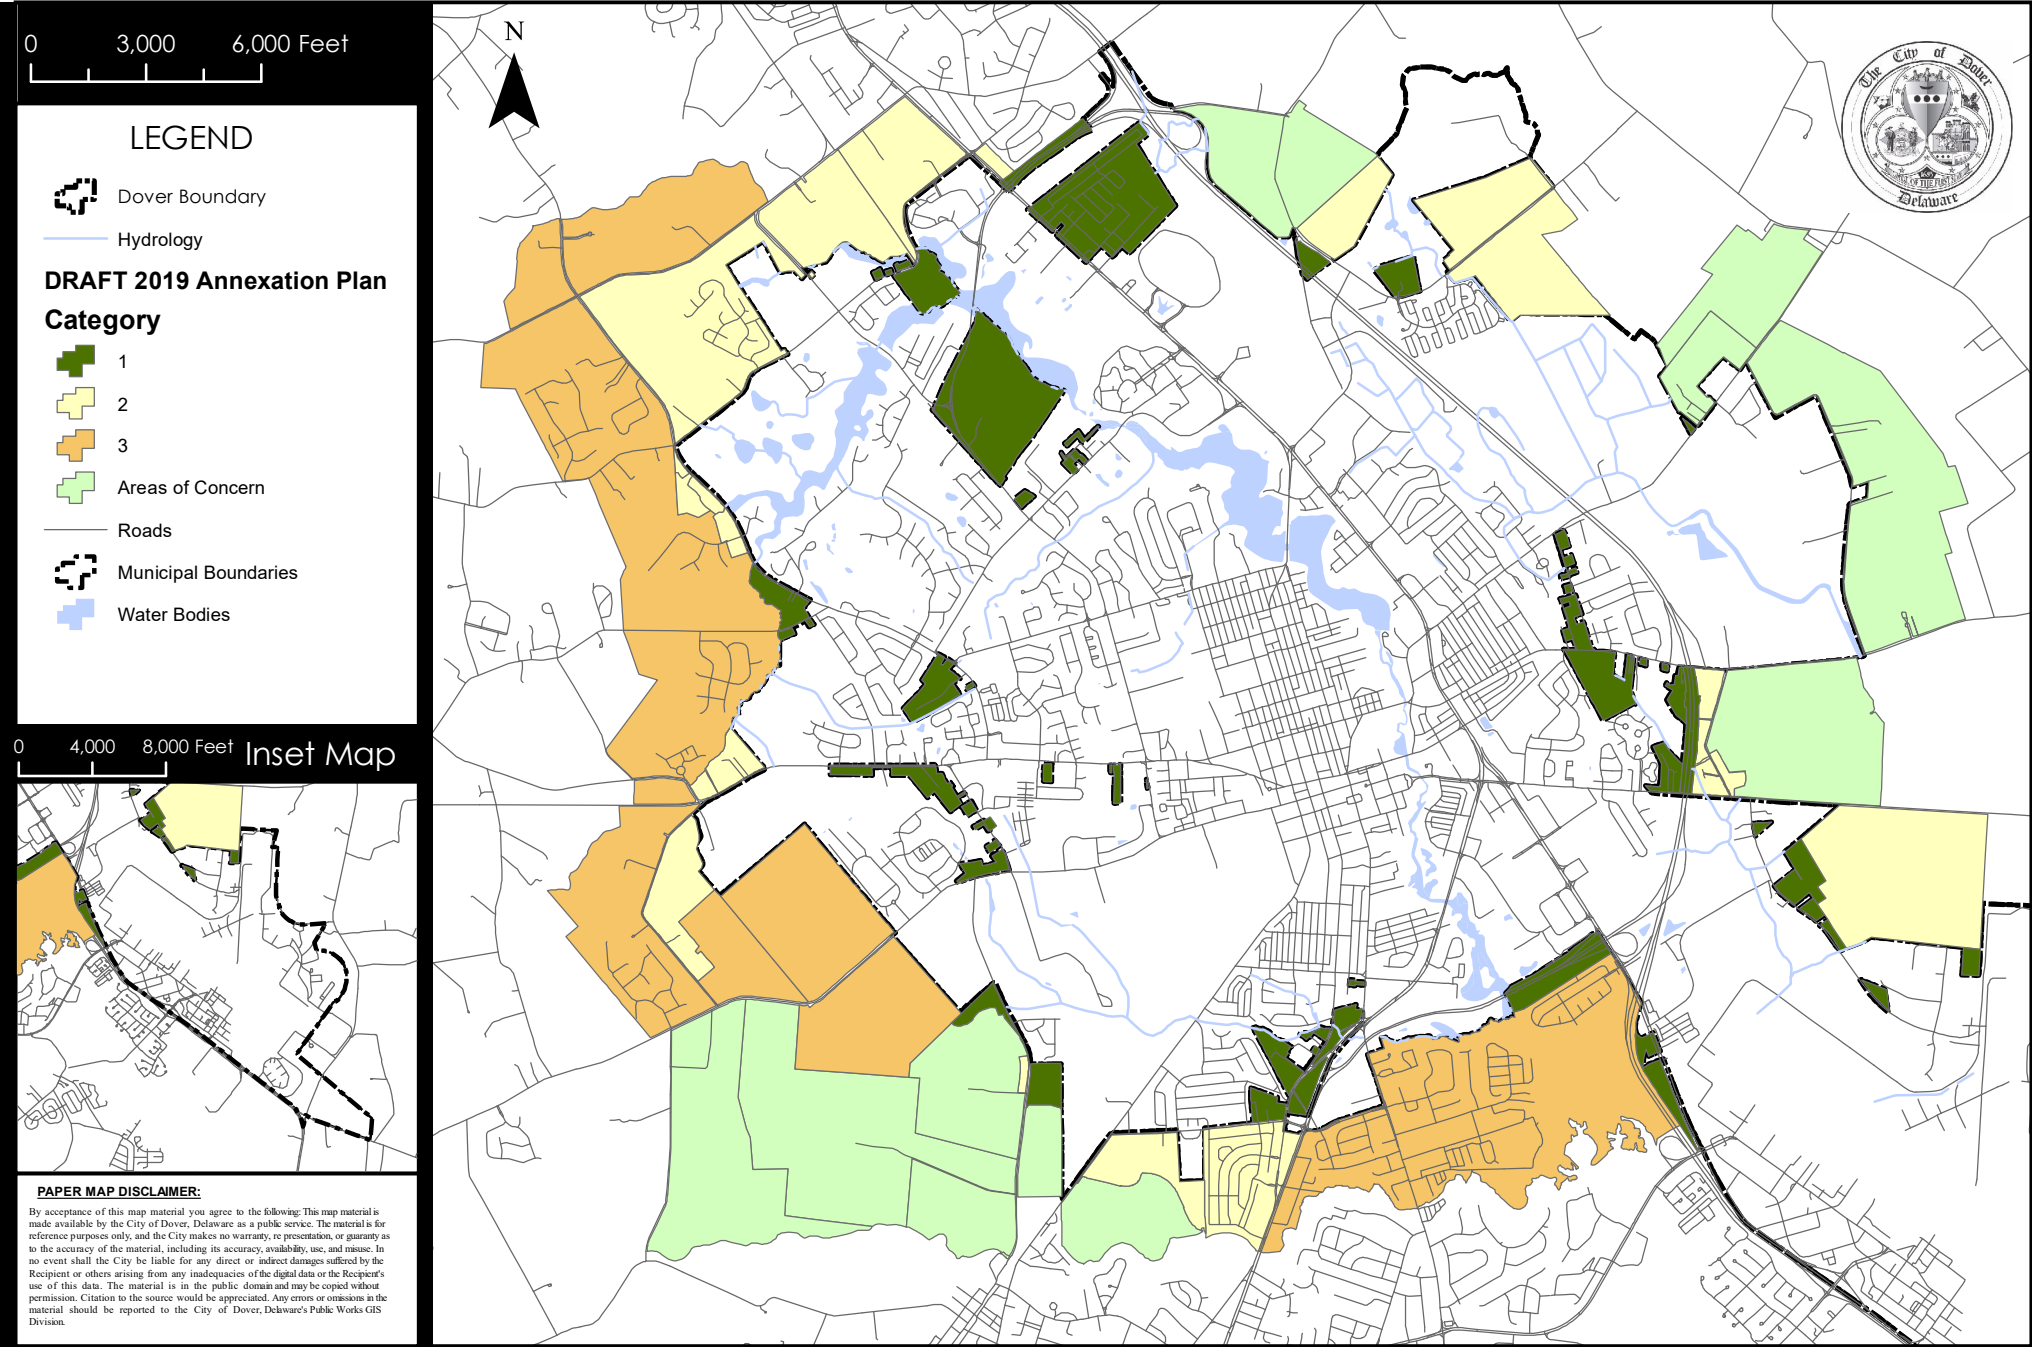 0 3,000 6,000 Feet
LEGEND
Dover Boundary
Hydrology
DRAFT 2019 Annexation Plan
Category
1
2
3
Areas of Concern
Roads
Municipal Boundaries
Water Bodies
0 4,000 8,000 Feet Inset Map
PAPER MAP DISCLAIMER:
By acceptance of this map material you agree to the following: This map material is
made available by the City of Dover, Delaware as a public service. The material is for
reference purposes only, and the City makes no warranty, re presentation, or guaranty as
to the accuracy of the material, including its accuracy, availability, use, and misuse. In
no event shall the City be liable for any direct or indirect damages suffered by the
Recipient or others arising from any inadequacies of the digital data or the Recipient's
use of this data. The material is in the public domain and may be copied without
permission. Citation to the source would be appreciated. Any errors or omissions in the
material should be reported to the City of Dover, Delaware's Public Works GIS
Division.
N
The City of Dover
Delaware